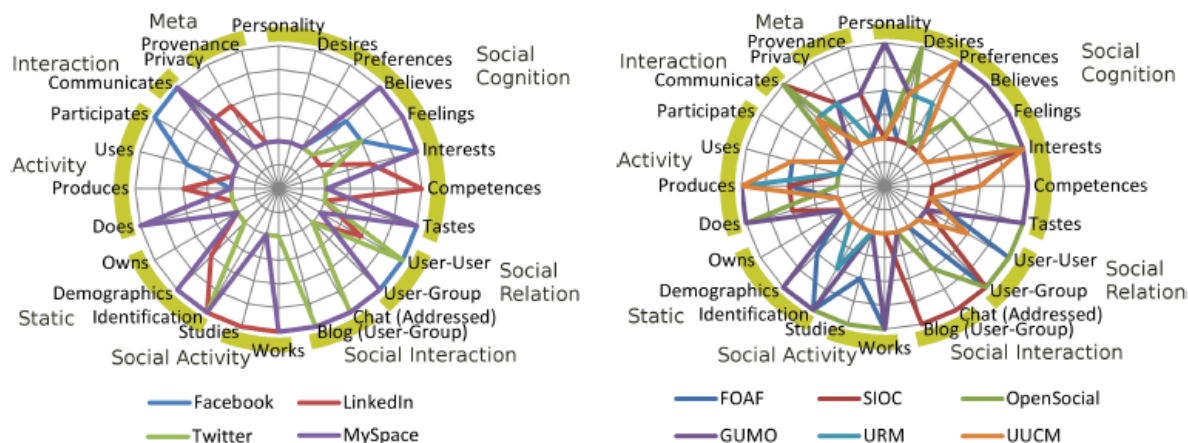 Meta
Personality
Provenance
Desires
Privacy
Preferences
Social
Cognition
Interaction
Communicates
Believes
Participates
Feelings
Uses
Interests
Activity
Produces
Competences
Does
Tastes
Owns
User-User
Social
Relation
Demographics
User-Group
Static
Identification
Chat (Addressed)
Studies
Blog (User-Group)
Social Activity
Works
Social Interaction
Facebook
LinkedIn
Twitter
MySpace
Meta
Personality
Provenance
Desires
Privacy
Preferences
Social
Cognition
Interaction
Communicates
Believes
Participates
Feelings
Uses
Interests
Activity
Produces
Competences
Does
Tastes
Owns
User-User
Social
Relation
Demographics
User-Group
Static
Identification
Chat (Addressed)
Studies
Blog (User-Group)
Social Activity
Works
Social Interaction
FOAF
SIOC
OpenSocial
GUMO
URM
UUCM